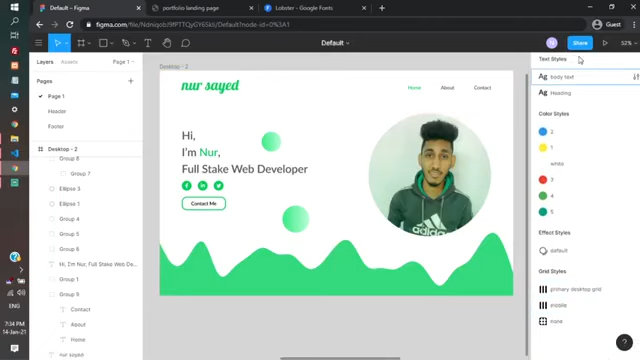 Default – Figma
portfolio landing page
Lobster - Google Fonts
figma.com/file/
Default?node-id=0%3A1
Guest
Default
N
Share
52%
Layers
Assets
Page 1
Pages
Page 1
Header
Footer
Desktop - 2
Group 8
Group 7
Ellipse 3
Ellipse 1
Group 4
Group 5
Group 6
Hi, I'm Nur, Full Stake Web De...
Group 1
Group 9
Contact
About
Home
nur sayed
Desktop - 2
nur sayed
Home
About
Contact
Hi,
I'm Nur,
Full Stake Web Developer
Contact Me
adidas
Text Styles
Ag body text
Ag Heading
Color Styles
2
1
white
3
4
5
Effect Styles
default
Grid Styles
primary desktop grid
middle
none
?
ENG
7:34 PM
14-Jan-21